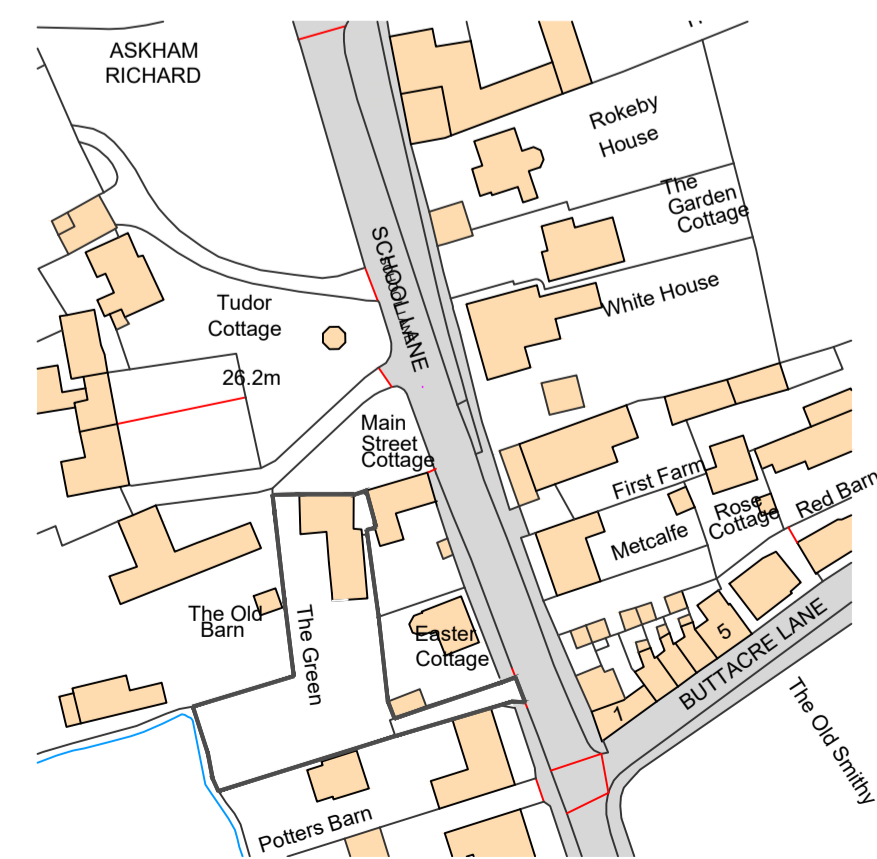 ASKHAM
RICHARD
Rokeby
House
The
Garden
Cottage
SCHOOL LANE
White House
Tudor
Cottage
26.2m
Main
Street
Cottage
First Farm
Rose
Cottage
Red Barn
Metcalfe
The Old
Barn
The Green
Easter
Cottage
5
1
BUTTACRE LANE
The Old Smithy
Potters Barn